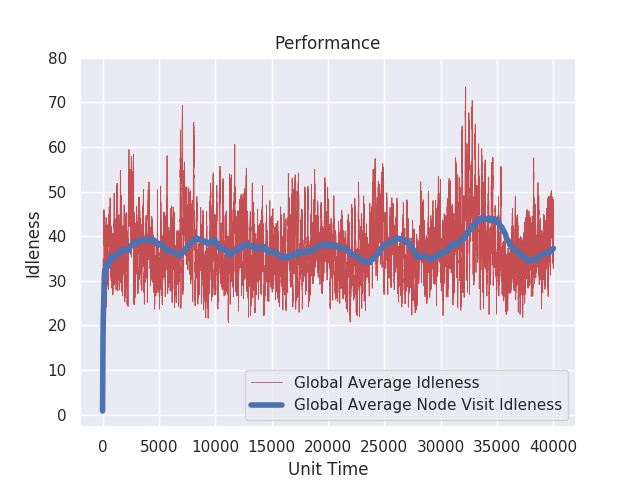 Performance
80
70
60
50
40
30
20
10
0
Idleness
Global Average Idleness
Global Average Node Visit Idleness
0 5000 10000 15000 20000 25000 30000 35000 40000
Unit Time